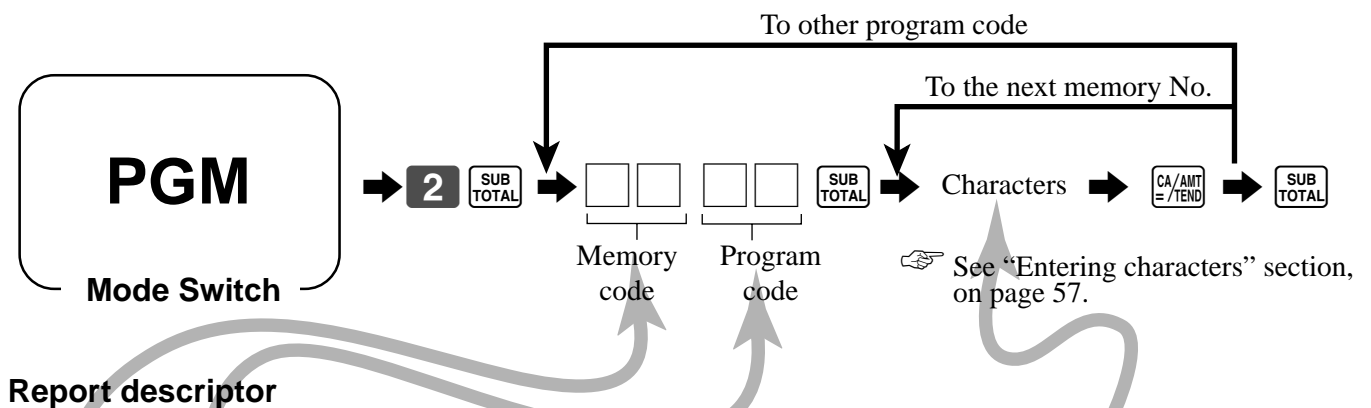 To other program code
To the next memory No.
PGM
Mode Switch
2 SUB TOTAL
SUB TOTAL
Characters
CA/AMT = /TEND
SUB TOTAL
Memory code
Program code
☞ See “Entering characters” section,
on page 57.
Report descriptor